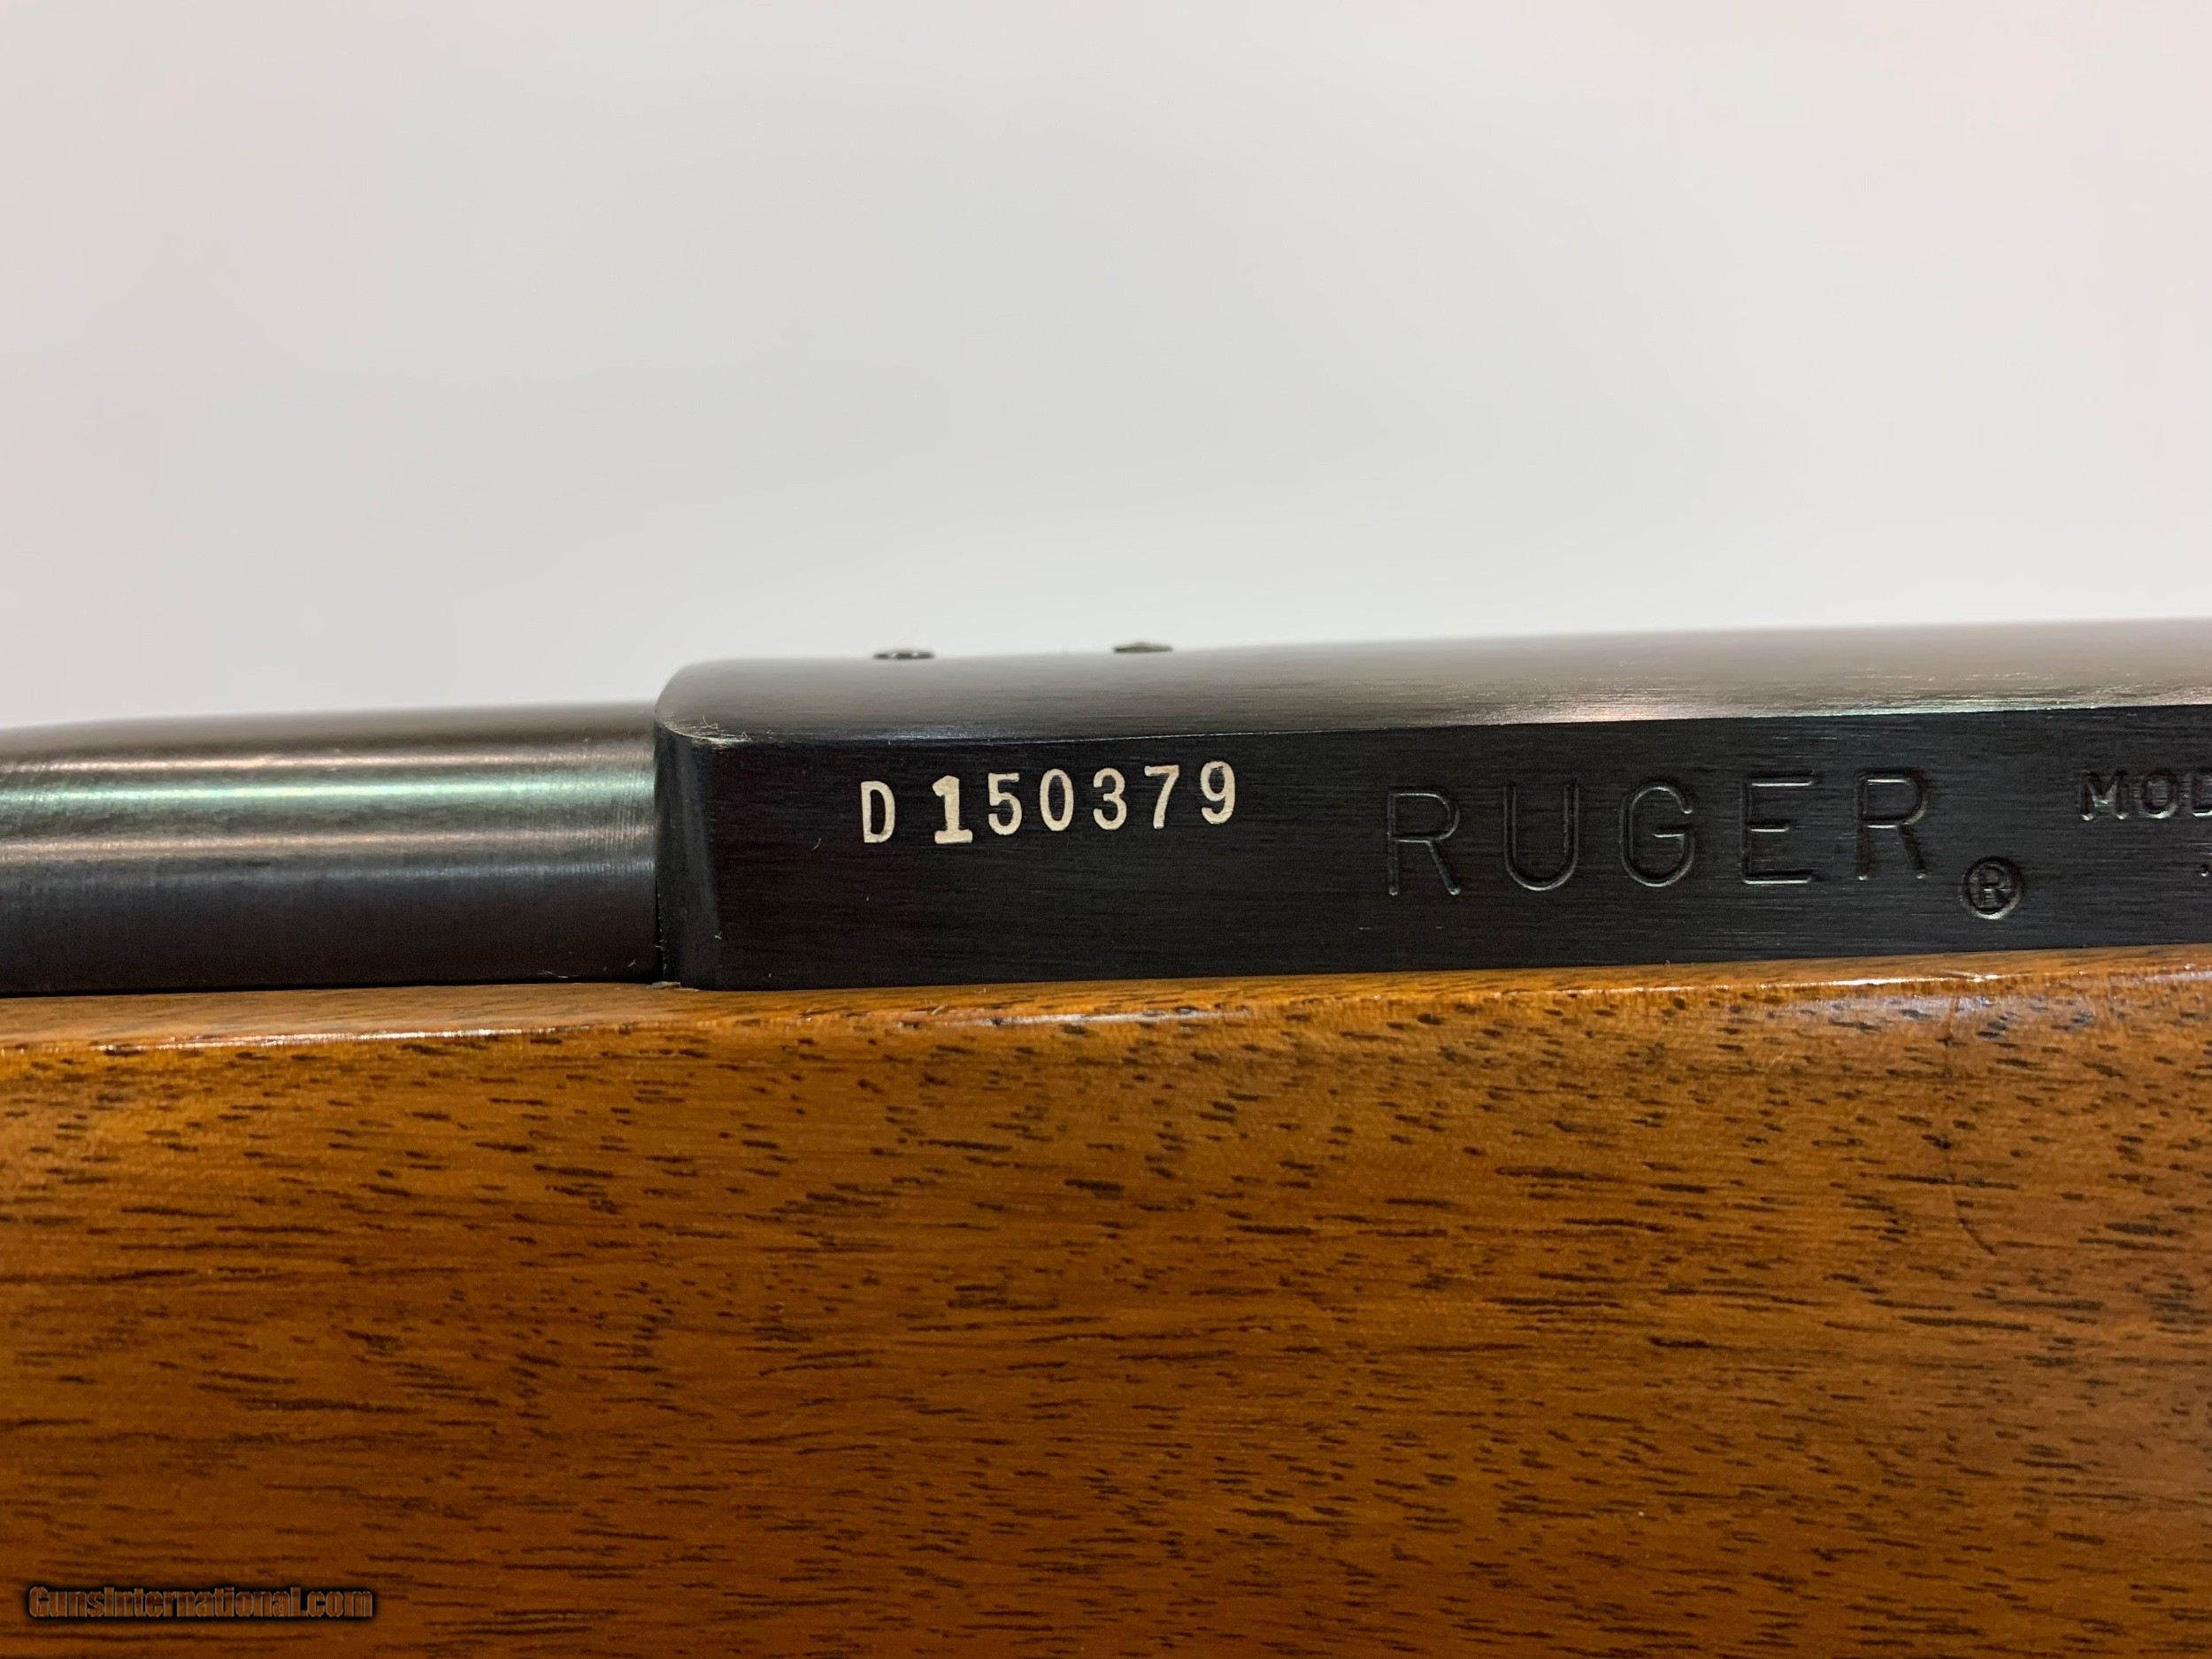 D 150379
RUGER ®
GunsInternational.com